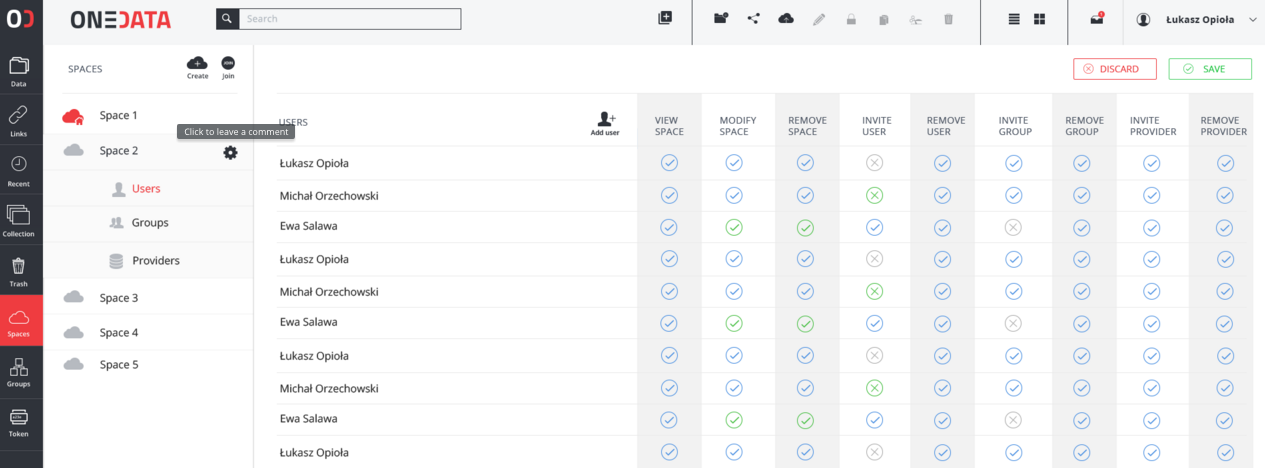 ONEDATA
Search
1
Łukasz Opioła
Data
Links
Recent
Collection
Trash
Spaces
Groups
Token
SPACES
Create
JOIN
Join
Space 1
Click to leave a comment
Space 2
Users
Groups
Providers
Space 3
Space 4
Space 5
DISCARD
SAVE
USERS
Add user
VIEW
SPACE
MODIFY
SPACE
REMOVE
SPACE
INVITE
USER
REMOVE
USER
INVITE
GROUP
REMOVE
GROUP
INVITE
PROVIDER
REMOVE
PROVIDER
Łukasz Opioła
Michał Orzechowski
Ewa Salawa
Łukasz Opioła
Michał Orzechowski
Ewa Salawa
Łukasz Opioła
Michał Orzechowski
Ewa Salawa
Łukasz Opioła